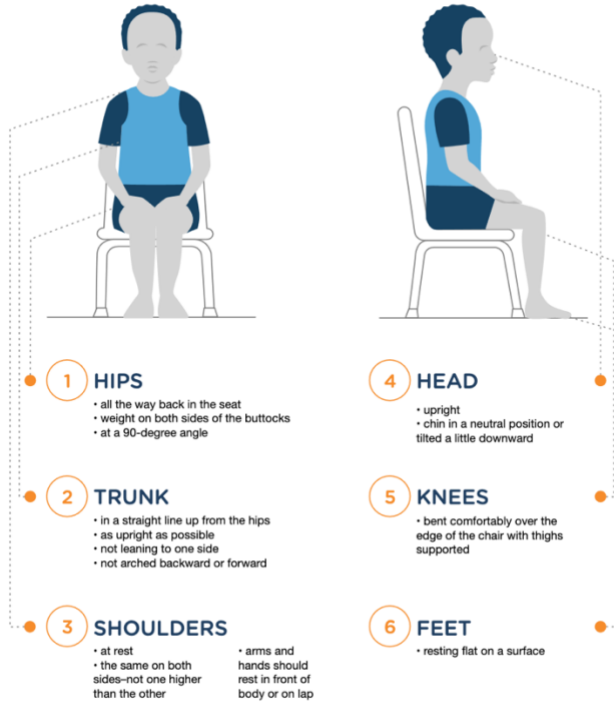 1 HIPS
• all the way back in the seat
• weight on both sides of the buttocks
• at a 90-degree angle
2 TRUNK
• in a straight line up from the hips
• as upright as possible
• not leaning to one side
• not arched backward or forward
3 SHOULDERS
• at rest
• the same on both
sides–not one higher
than the other
• arms and
hands should
rest in front of
body or on lap
4 HEAD
• upright
• chin in a neutral position or
tilted a little downward
5 KNEES
• bent comfortably over the
edge of the chair with thighs
supported
6 FEET
• resting flat on a surface